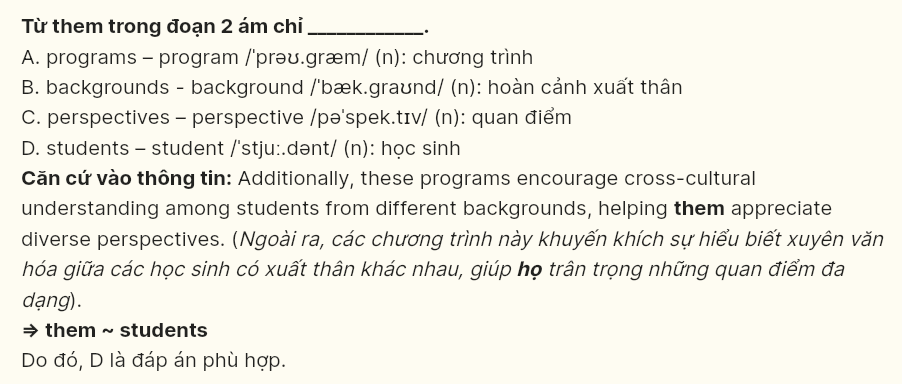 Từ them trong đoạn 2 ám chỉ ____________.
A. programs – program /ˈprəʊ.ɡræm/ (n): chương trình
B. backgrounds - background /ˈbæk.ɡraʊnd/ (n): hoàn cảnh xuất thân
C. perspectives – perspective /pəˈspek.tɪv/ (n): quan điểm
D. students – student /ˈstjuː.dənt/ (n): học sinh
Căn cứ vào thông tin: Additionally, these programs encourage cross-cultural
understanding among students from different backgrounds, helping them appreciate
diverse perspectives. (Ngoài ra, các chương trình này khuyến khích sự hiểu biết xuyên văn
hóa giữa các học sinh có xuất thân khác nhau, giúp họ trân trọng những quan điểm đa
dạng).
⇒ them ~ students
Do đó, D là đáp án phù hợp.